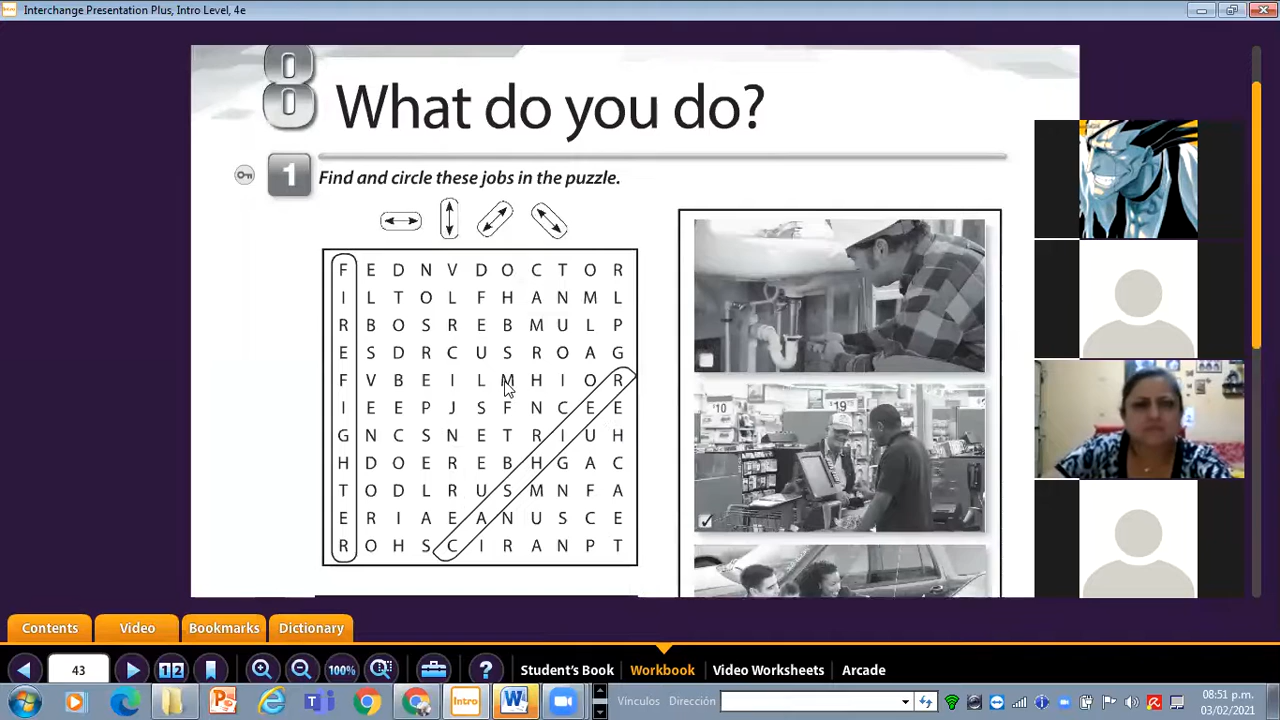 Interchange Presentation Plus, Intro Level, 4e
8
What do you do?
1 Find and circle these jobs in the puzzle.
F E D N V D O C T O R
I L T O L F H A N M L
R B O S R E B M U L P
E S D R C U S R O A G
F V B E I L M H I O R
I E E P J S F N C E E
G N C S N E T R I U H
H D O E R E B H G A C
T O D L R U S M N F A
E R I A E A N U S C E
R O H S C I R A N P T
$10
$19
Contents Video Bookmarks Dictionary
43
12
100%
Student's Book Workbook Video Worksheets Arcade
Intro
Vínculos Dirección
08:51 p.m.
03/02/2021